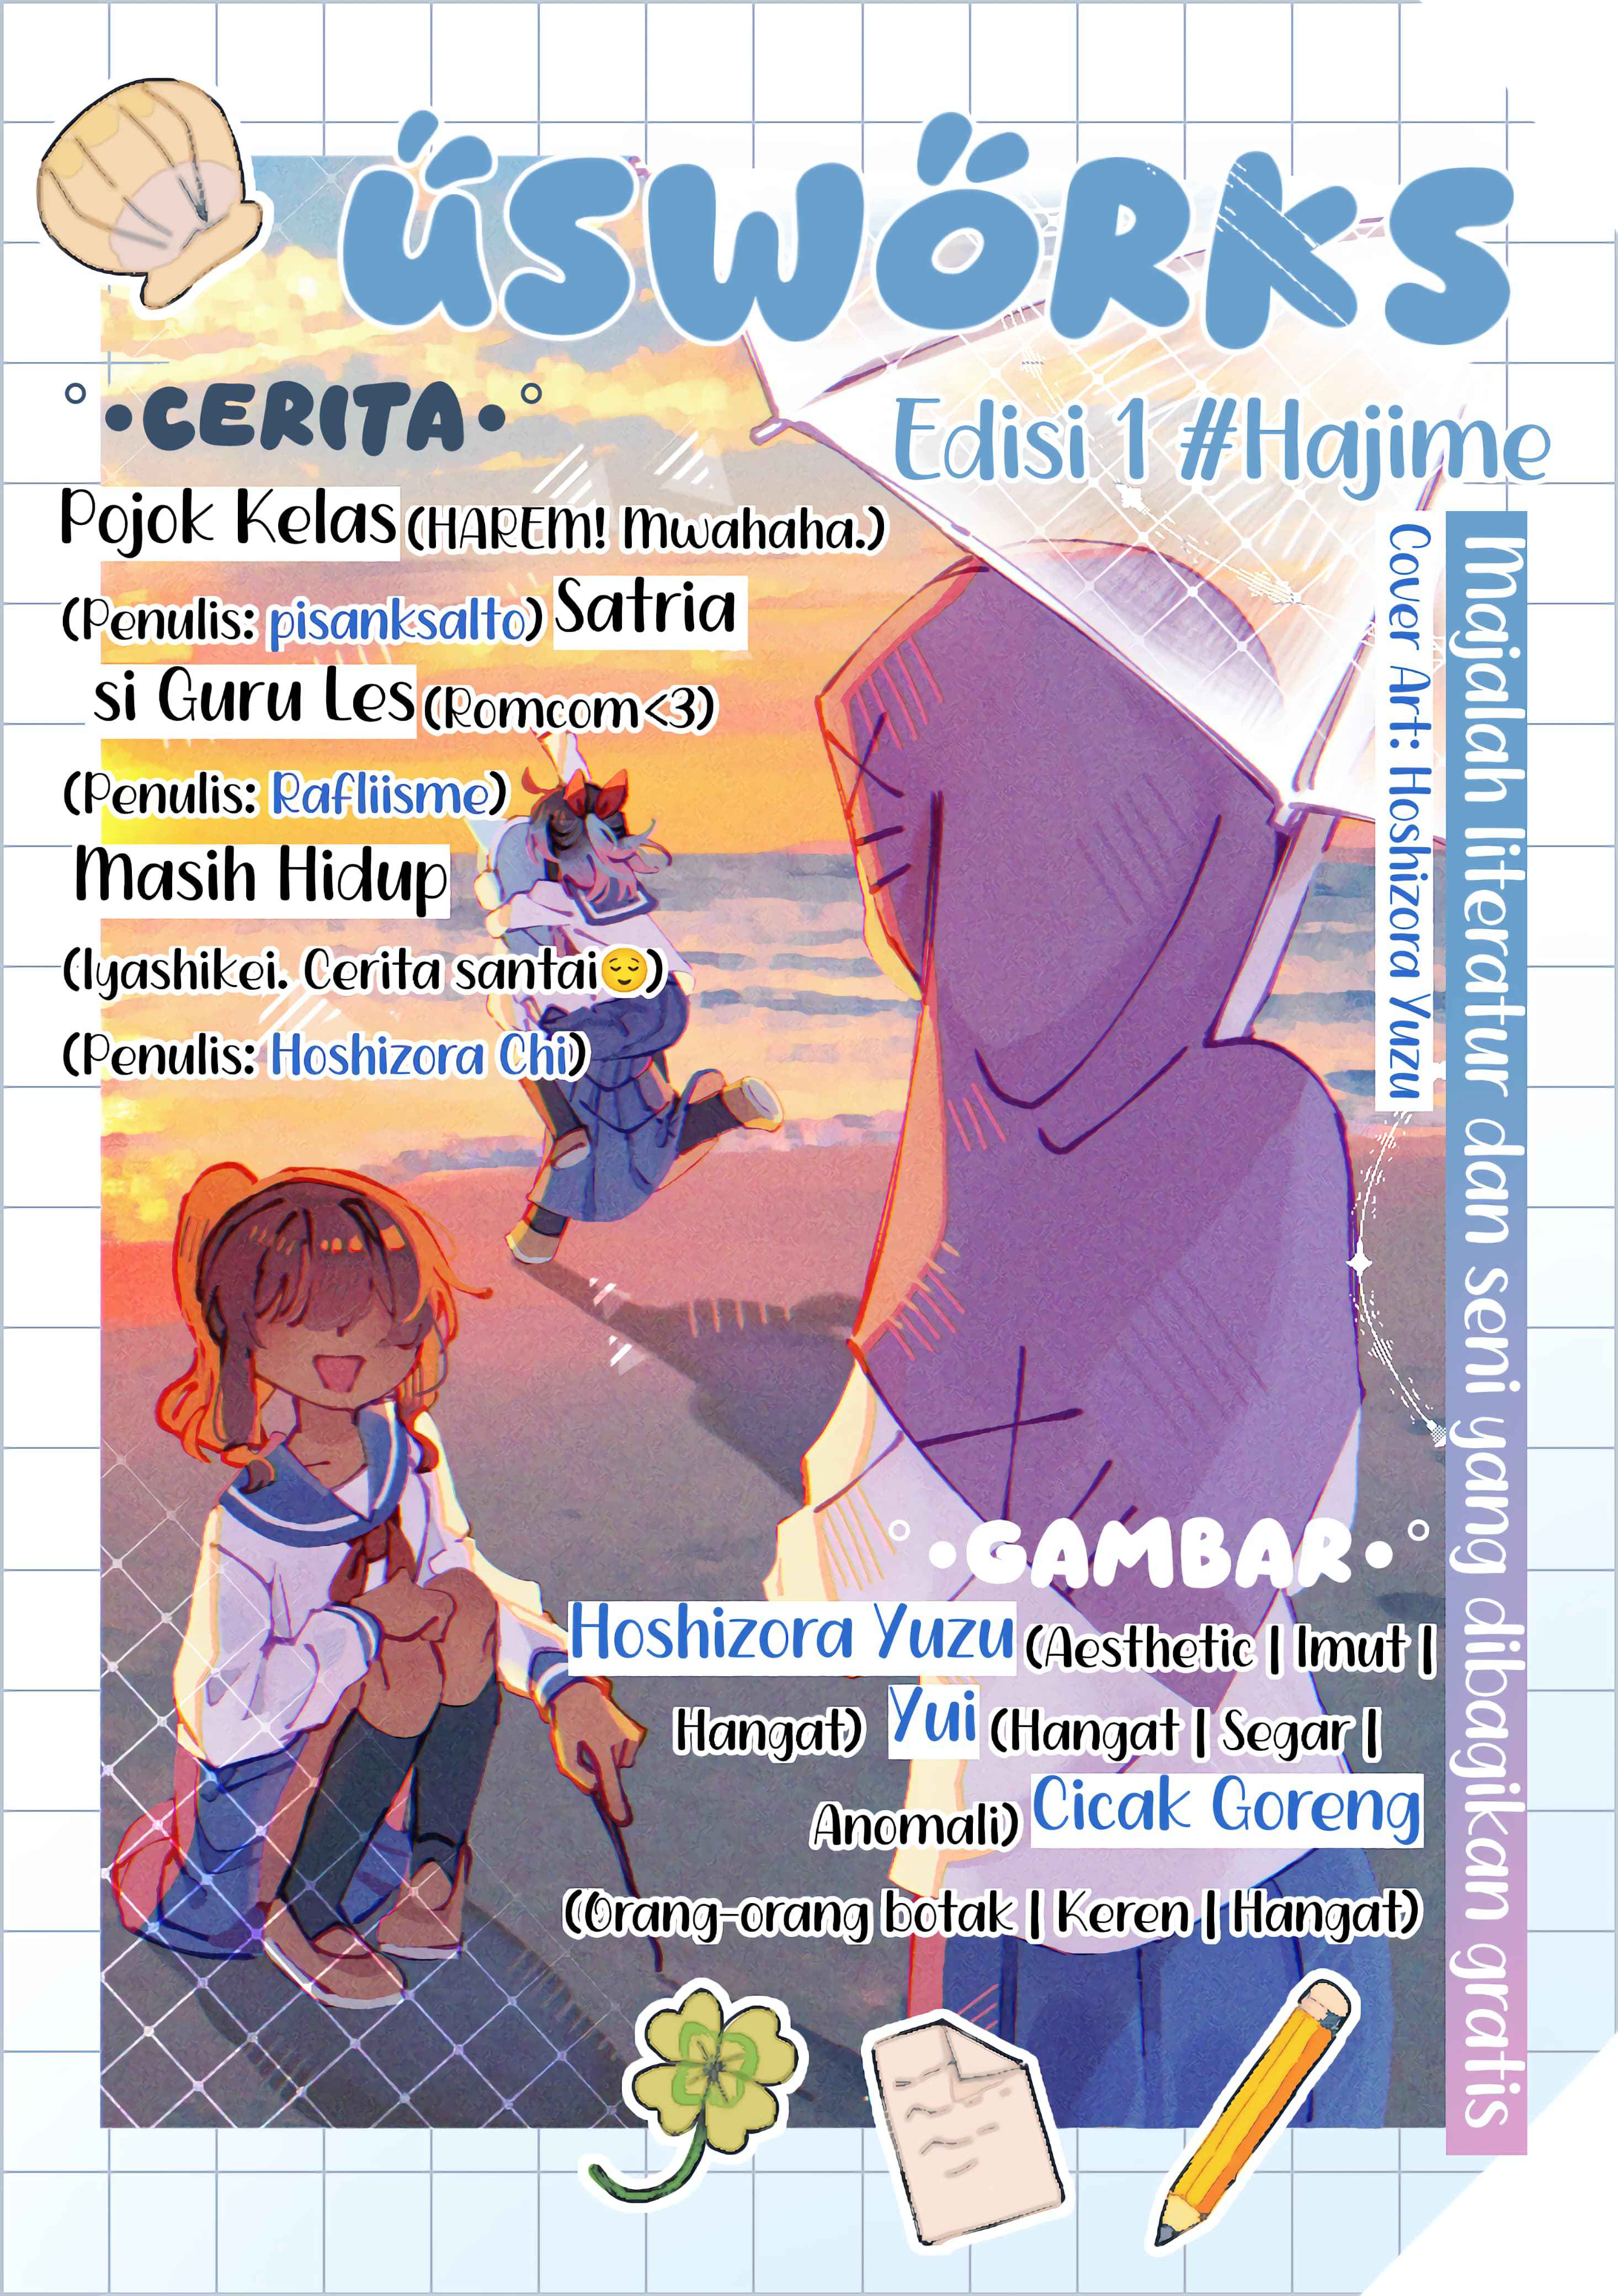 ÚSWÖRKS
Edisi 1 #Hajime
°•CERITA•°
Pojok Kelas (HAREM! Mwahaha.)
(Penulis: pisanksalto) Satria
si Guru Les (Romcom<3)
(Penulis: Rafliisme)
Masih Hidup
(Iyashikei. Cerita santai😌)
(Penulis: Hoshizora Chi)
Cover Art: Hoshizora Yuzu
Majalah literatur dan seni yang dibagikan gratis
°•GAMBAR•°
Hoshizora Yuzu (Aesthetic | Imut |
Hangat) Yui (Hangat | Segar |
Anomali) Cicak Goreng
(Orang-orang botak | Keren | Hangat)